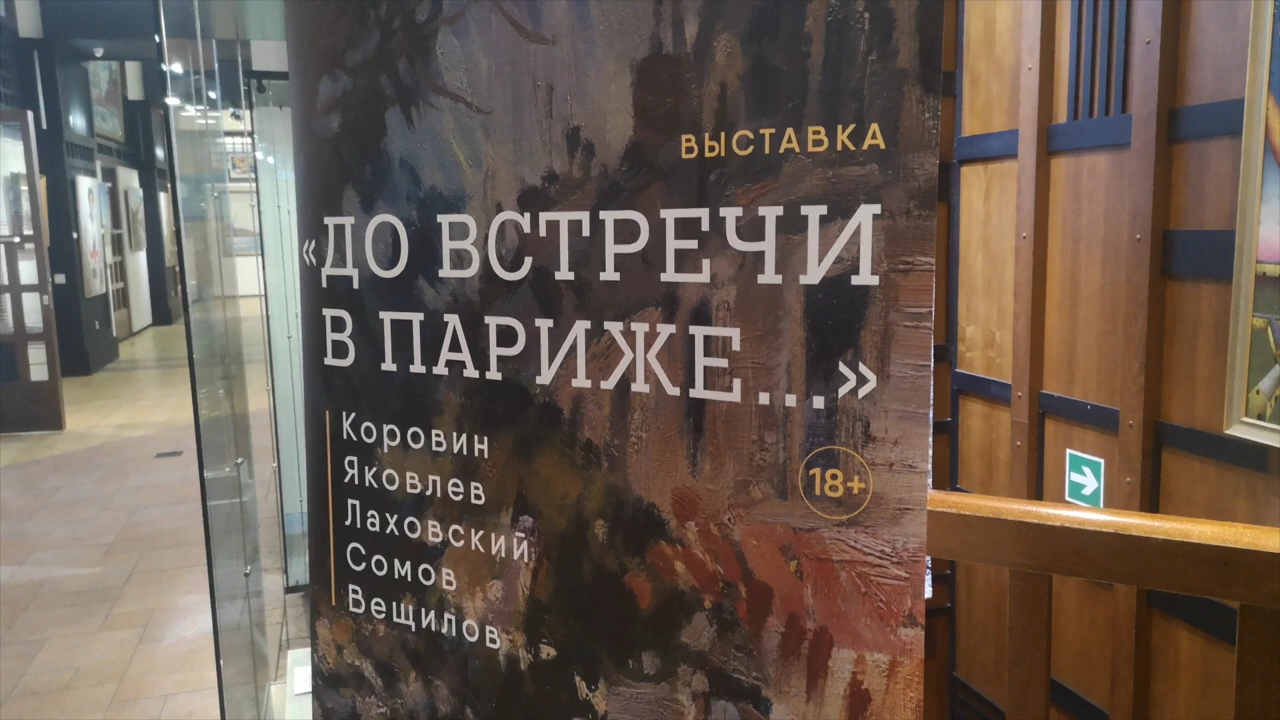 ВЫСТАВКА
«ДО ВСТРЕЧИ
В ПАРИЖЕ...»
Коровин
Яковлев
Лаховский
Сомов
Вещилов
18+